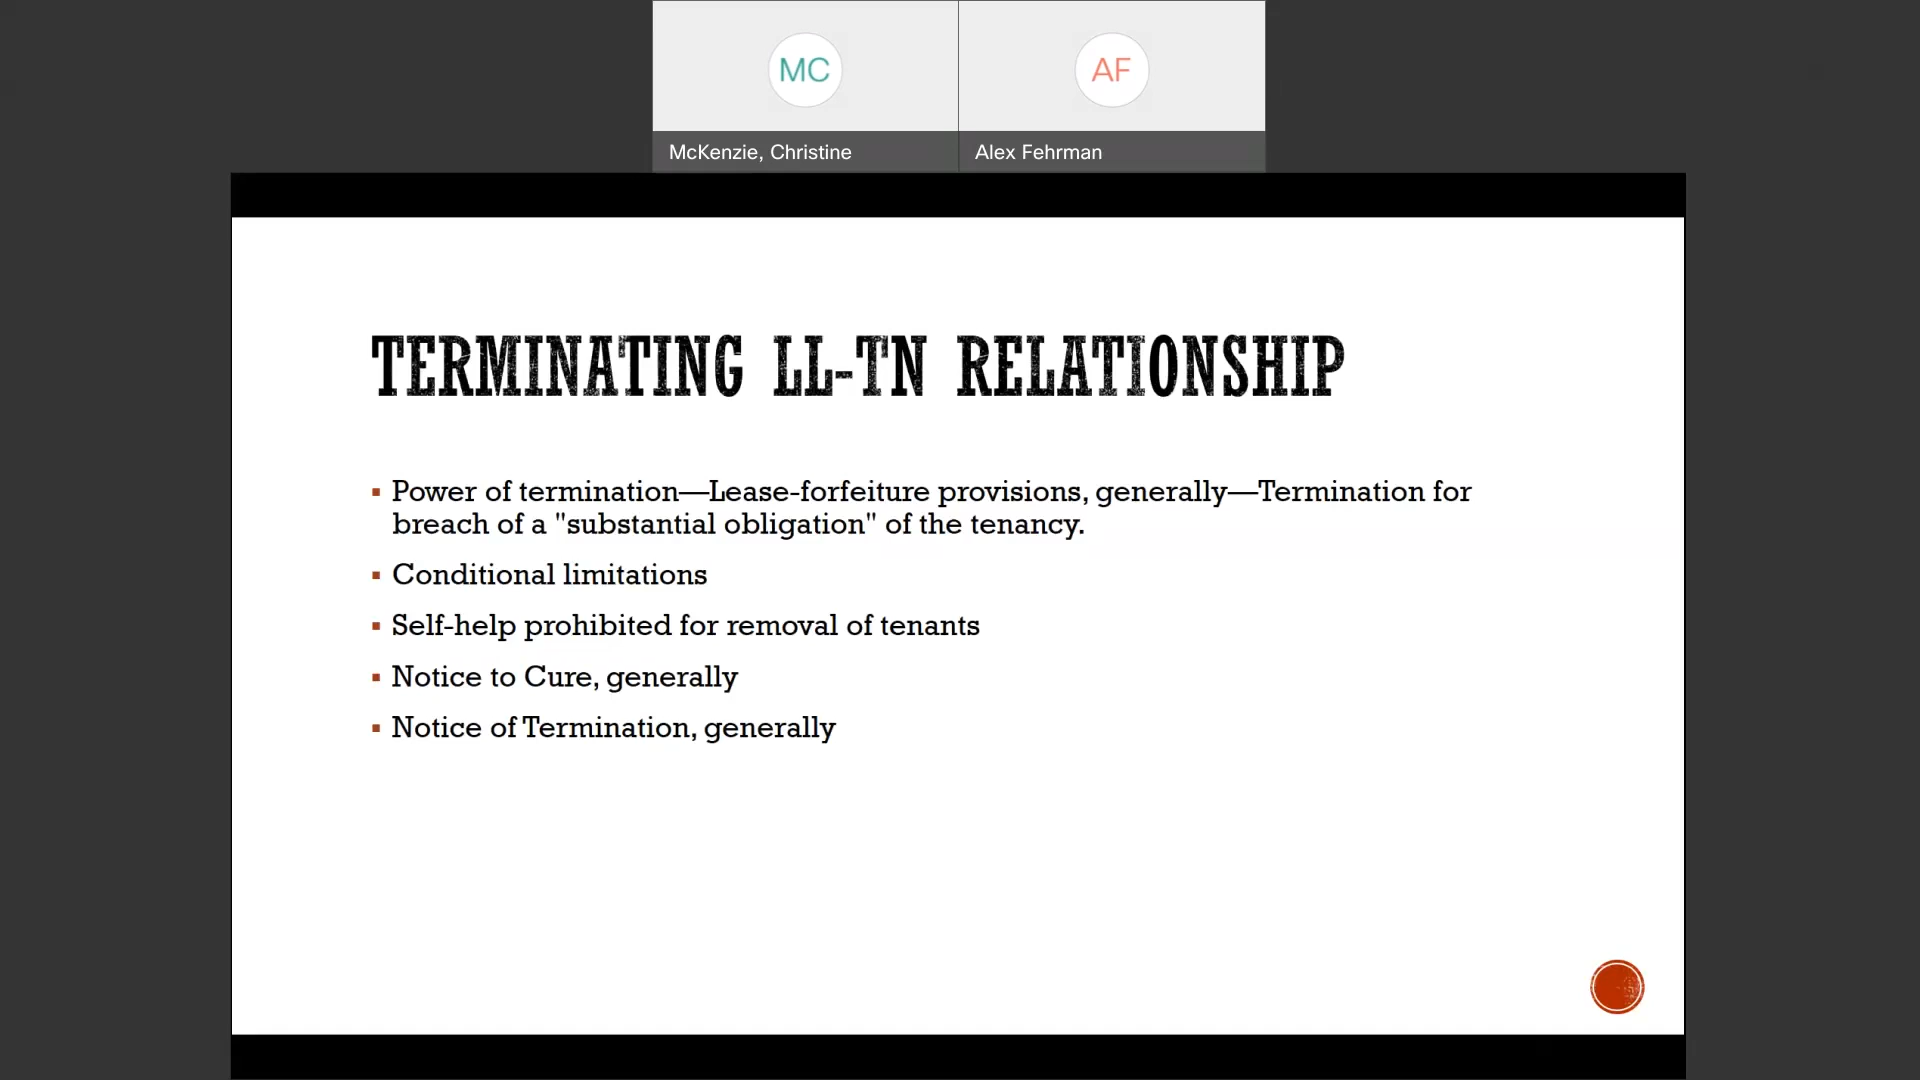 MC
AF
McKenzie, Christine
Alex Fehrman
TERMINATING LL-TN RELATIONSHIP
▪ Power of termination—Lease-forfeiture provisions, generally—Termination for
breach of a "substantial obligation" of the tenancy.
▪ Conditional limitations
▪ Self-help prohibited for removal of tenants
▪ Notice to Cure, generally
▪ Notice of Termination, generally